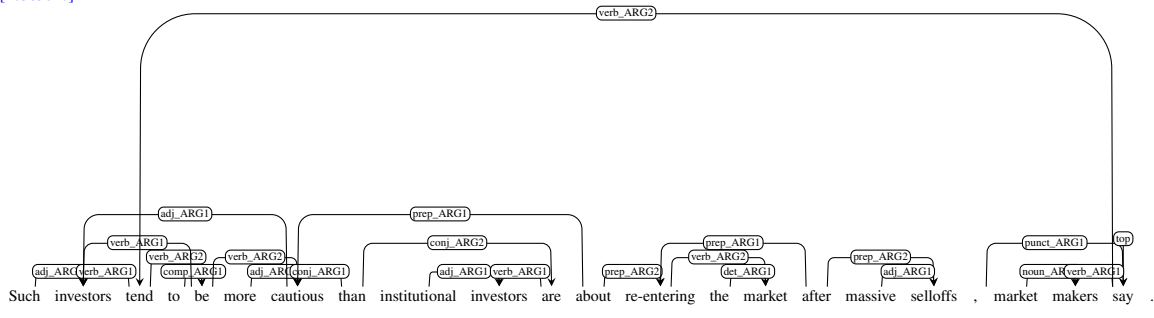 verb_ARG2
adj_ARG1 prep_ARG1
verb_ARG1 conj_ARG2 prep_ARG1 punct_ARG1 top
verb_ARG2 verb_ARG2 verb_ARG2 prep_ARG2
verb_ARG1 comp_ARG1 conj_ARG1 adj_ARG1 verb_ARG1 prep_ARG2 det_ARG1 adj_ARG1 verb_ARG1
Such investors tend to be more cautious than institutional investors are about re-entering the market after massive selloffs , market makers say .